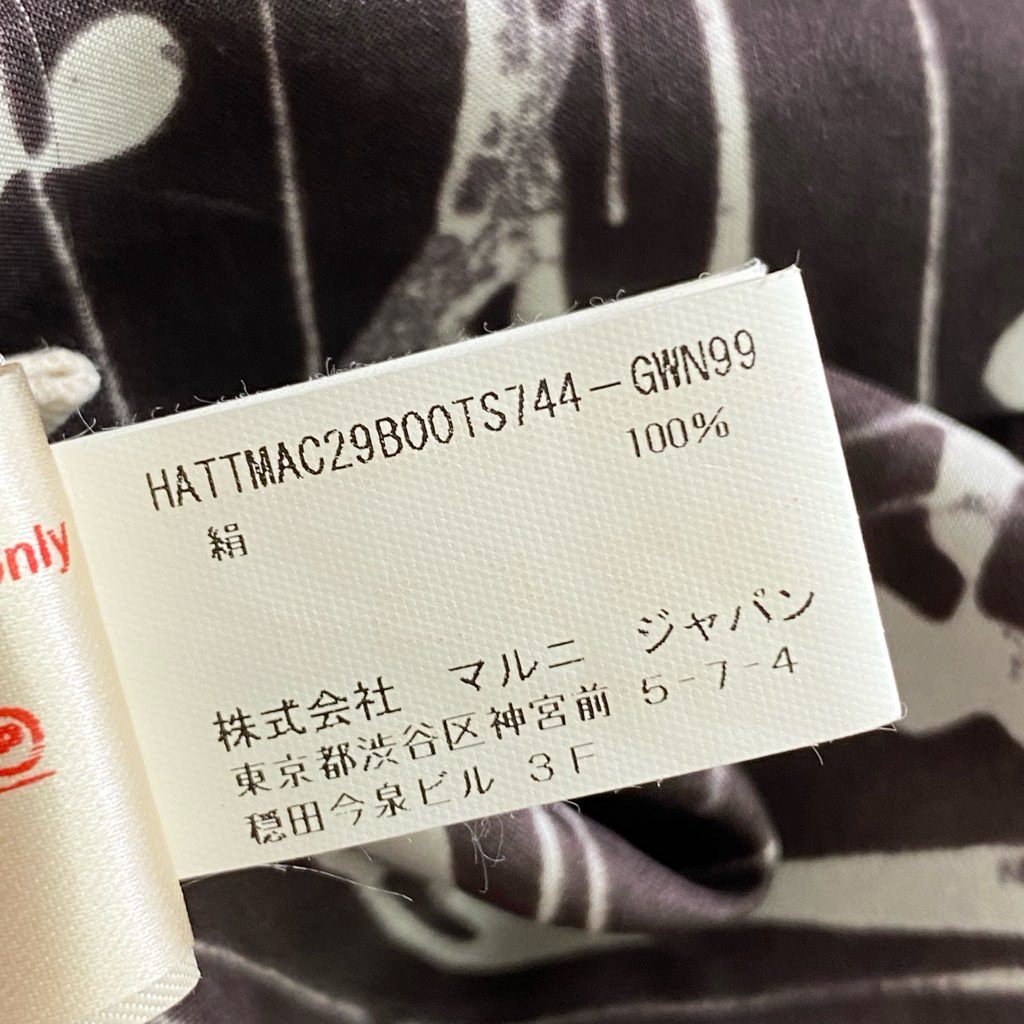 HATTMAC29BOOTS744-GWN99
絹 100%
株式会社 マルニ ジャパン
東京都渋谷区神宮前 5-7-4
穏田今泉ビル 3F
only